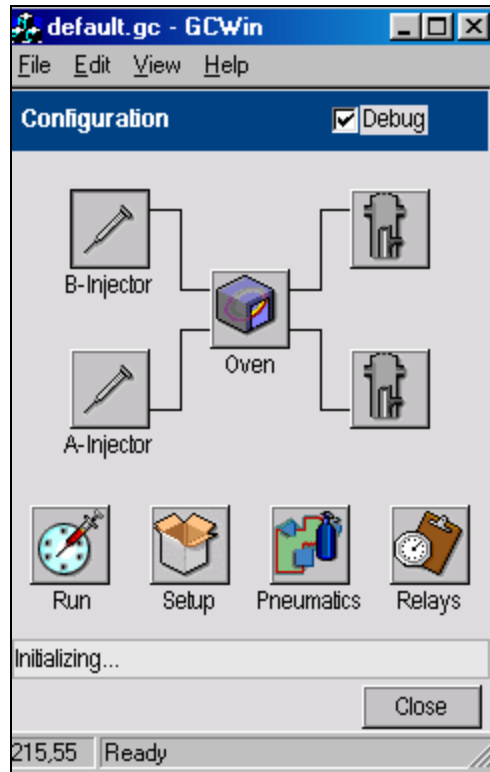 default.gc - GCWin
File Edit View Help
Configuration Debug
B-Injector
Oven
A-Injector
Run Setup Pneumatics Relays
Initializing...
Close
215,55 Ready